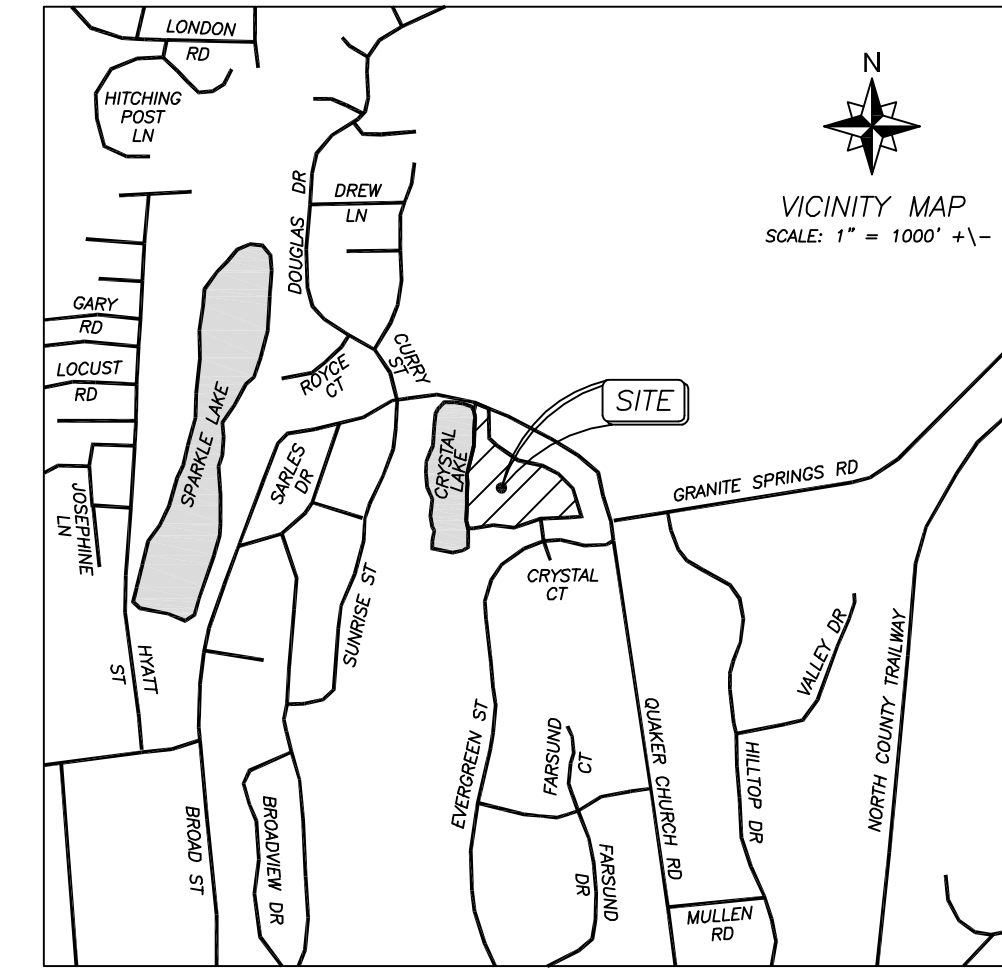 LONDON
RD
HITCHING
POST
LN
N
VICINITY MAP
SCALE: 1" = 1000' +\-
DOUGLAS DR
DREW
LN
GARY
RD
LOCUST
RD
ROYCE
CT
CURRY
ST
SITE
SPARKLE LAKE
SARLES
DR
CRYSTAL
LAKE
GRANITE SPRINGS RD
JOSEPHINE
LN
CRYSTAL
CT
SUNRISE ST
HYATT
ST
VALLEY DR
NORTH COUNTY TRAILWAY
EVERGREEN ST
FARSUND
CT
QUAKER CHURCH RD
HILLTOP DR
BROAD ST
BROADVIEW DR
FARSUND
DR
MULLEN
RD